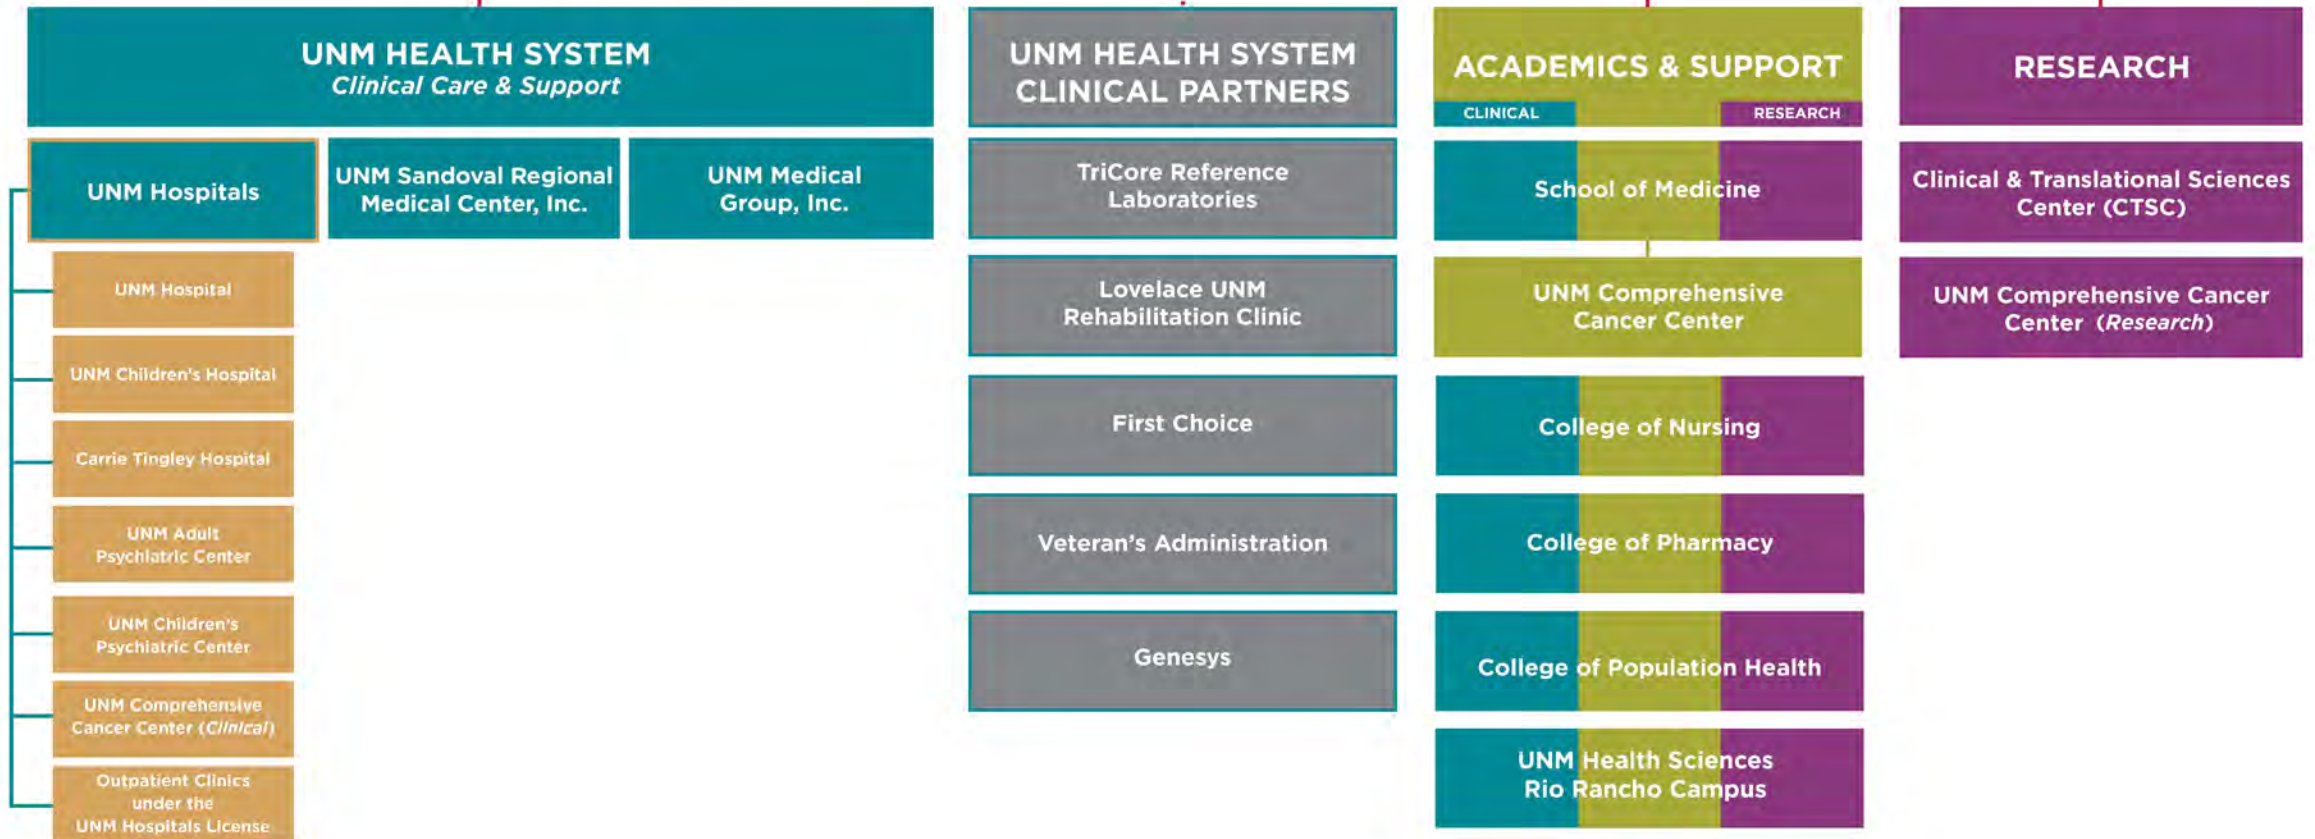 UNM HEALTH SYSTEM
Clinical Care & Support
UNM Hospitals
UNM Sandoval Regional
Medical Center, Inc.
UNM Medical
Group, Inc.
UNM Hospital
UNM Children's Hospital
Carrie Tingley Hospital
UNM Adult
Psychiatric Center
UNM Children's
Psychiatric Center
UNM Comprehensive
Cancer Center (Clinical)
Outpatient Clinics
under the
UNM Hospitals License
UNM HEALTH SYSTEM
CLINICAL PARTNERS
TriCore Reference
Laboratories
Lovelace UNM
Rehabilitation Clinic
First Choice
Veteran's Administration
Genesys
ACADEMICS & SUPPORT
CLINICAL
RESEARCH
School of Medicine
UNM Comprehensive
Cancer Center
College of Nursing
College of Pharmacy
College of Population Health
UNM Health Sciences
Rio Rancho Campus
RESEARCH
Clinical & Translational Sciences
Center (CTSC)
UNM Comprehensive Cancer
Center (Research)